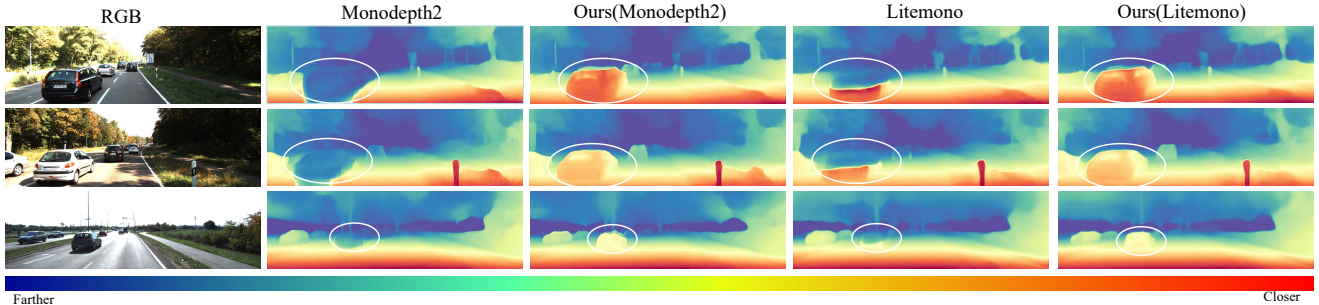 RGB
Monodepth2
Ours(Monodepth2)
Litemono
Ours(Litemono)
Farther
Closer